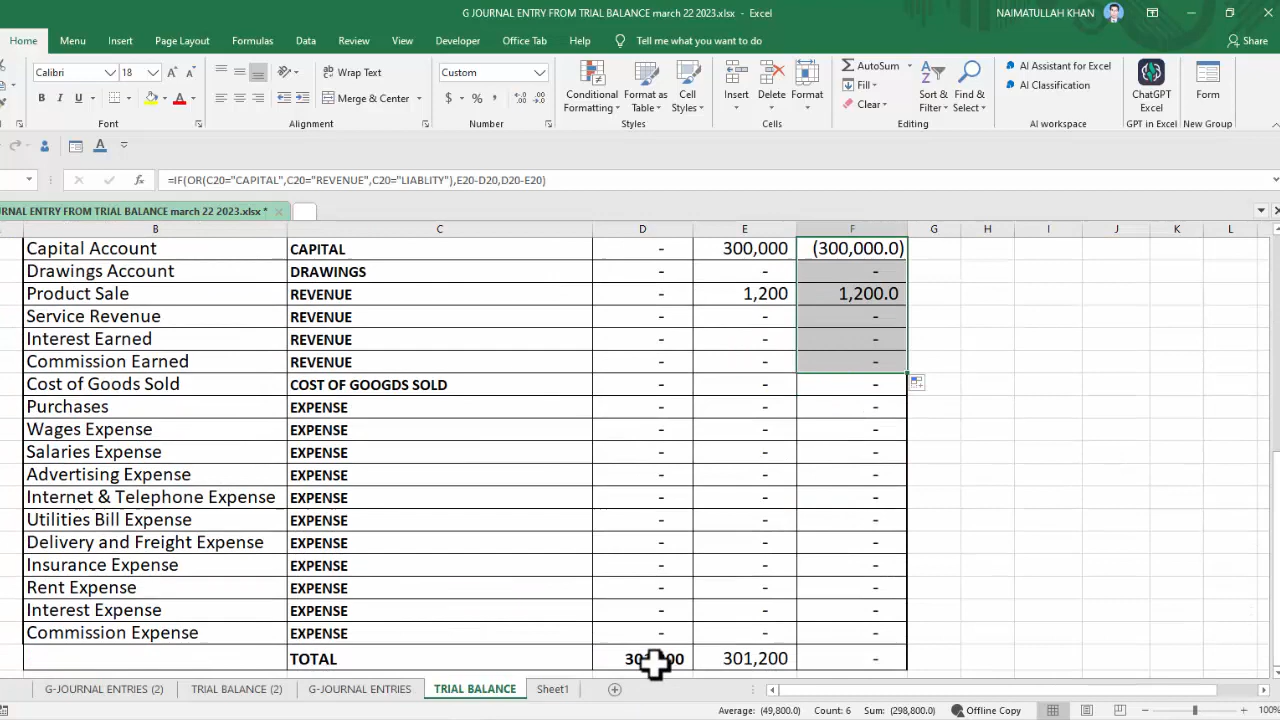 G JOURNAL ENTRY FROM TRIAL BALANCE march 22 2023.xlsx - Excel
NAIMATULLAH KHAN
Home Menu Insert Page Layout Formulas Data Review View Developer Office Tab Help Tell me what you want to do Share
Calibri 18 Wrap Text Custom AutoSum AI Assistant for Excel
B I U A Merge & Center $ % , Fill AI Classification
Clear
Conditional Formatting Format as Table Cell Styles Insert Delete Format Sort & Filter Find & Select ChatGPT Excel Form
Font Alignment Number Styles Cells Editing AI workspace GPT in Excel New Group
=IF(OR(C20="CAPITAL",C20="REVENUE",C20="LIABLITY"),E20-D20,D20-E20)
RNAL ENTRY FROM TRIAL BALANCE march 22 2023.xlsx *
B C D E F G H I J K L
Capital Account CAPITAL - 300,000 (300,000.0)
Drawings Account DRAWINGS - - -
Product Sale REVENUE - 1,200 1,200.0
Service Revenue REVENUE - - -
Interest Earned REVENUE - - -
Commission Earned REVENUE - - -
Cost of Goods Sold COST OF GOOGDS SOLD - - -
Purchases EXPENSE - - -
Wages Expense EXPENSE - - -
Salaries Expense EXPENSE - - -
Advertising Expense EXPENSE - - -
Internet & Telephone Expense EXPENSE - - -
Utilities Bill Expense EXPENSE - - -
Delivery and Freight Expense EXPENSE - - -
Insurance Expense EXPENSE - - -
Rent Expense EXPENSE - - -
Interest Expense EXPENSE - - -
Commission Expense EXPENSE - - -
TOTAL 301,200 -
G-JOURNAL ENTRIES (2) TRIAL BALANCE (2) G-JOURNAL ENTRIES TRIAL BALANCE Sheet1
Average: (49,800.0) Count: 6 Sum: (298,800.0) Offline Copy 100%